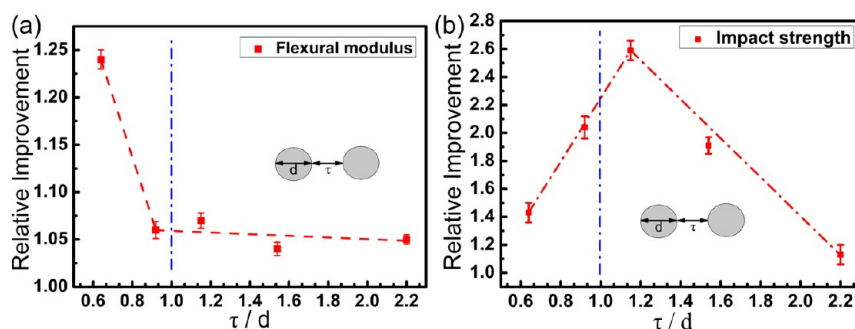 (a)
Relative Improvement
1.25
1.20
1.15
1.10
1.05
1.00
Flexural modulus
d
τ
0.6 0.8 1.0 1.2 1.4 1.6 1.8 2.0 2.2
τ / d
(b)
Relative Improvement
2.8
2.6
2.4
2.2
2.0
1.8
1.6
1.4
1.2
1.0
Impact strength
d
τ
0.6 0.8 1.0 1.2 1.4 1.6 1.8 2.0 2.2
τ / d